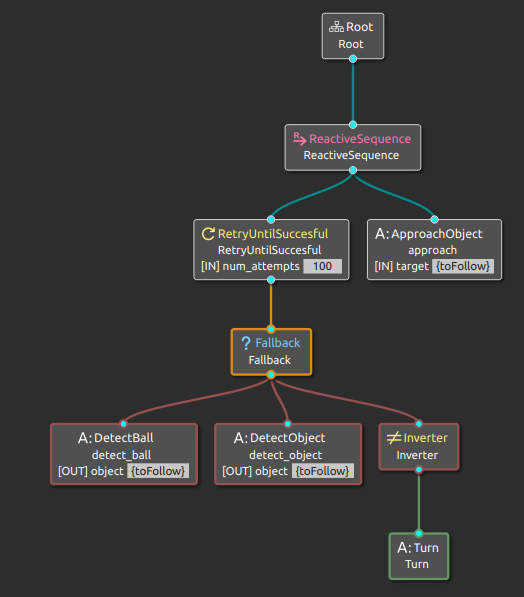 Root
Root
R ReactiveSequence
ReactiveSequence
RetryUntilSuccesful
RetryUntilSuccesful
[IN] num_attempts 100
A: ApproachObject
approach
[IN] target {toFollow}
? Fallback
Fallback
A: DetectBall
detect_ball
[OUT] object {toFollow}
A: DetectObject
detect_object
[OUT] object {toFollow}
≠ Inverter
Inverter
A: Turn
Turn